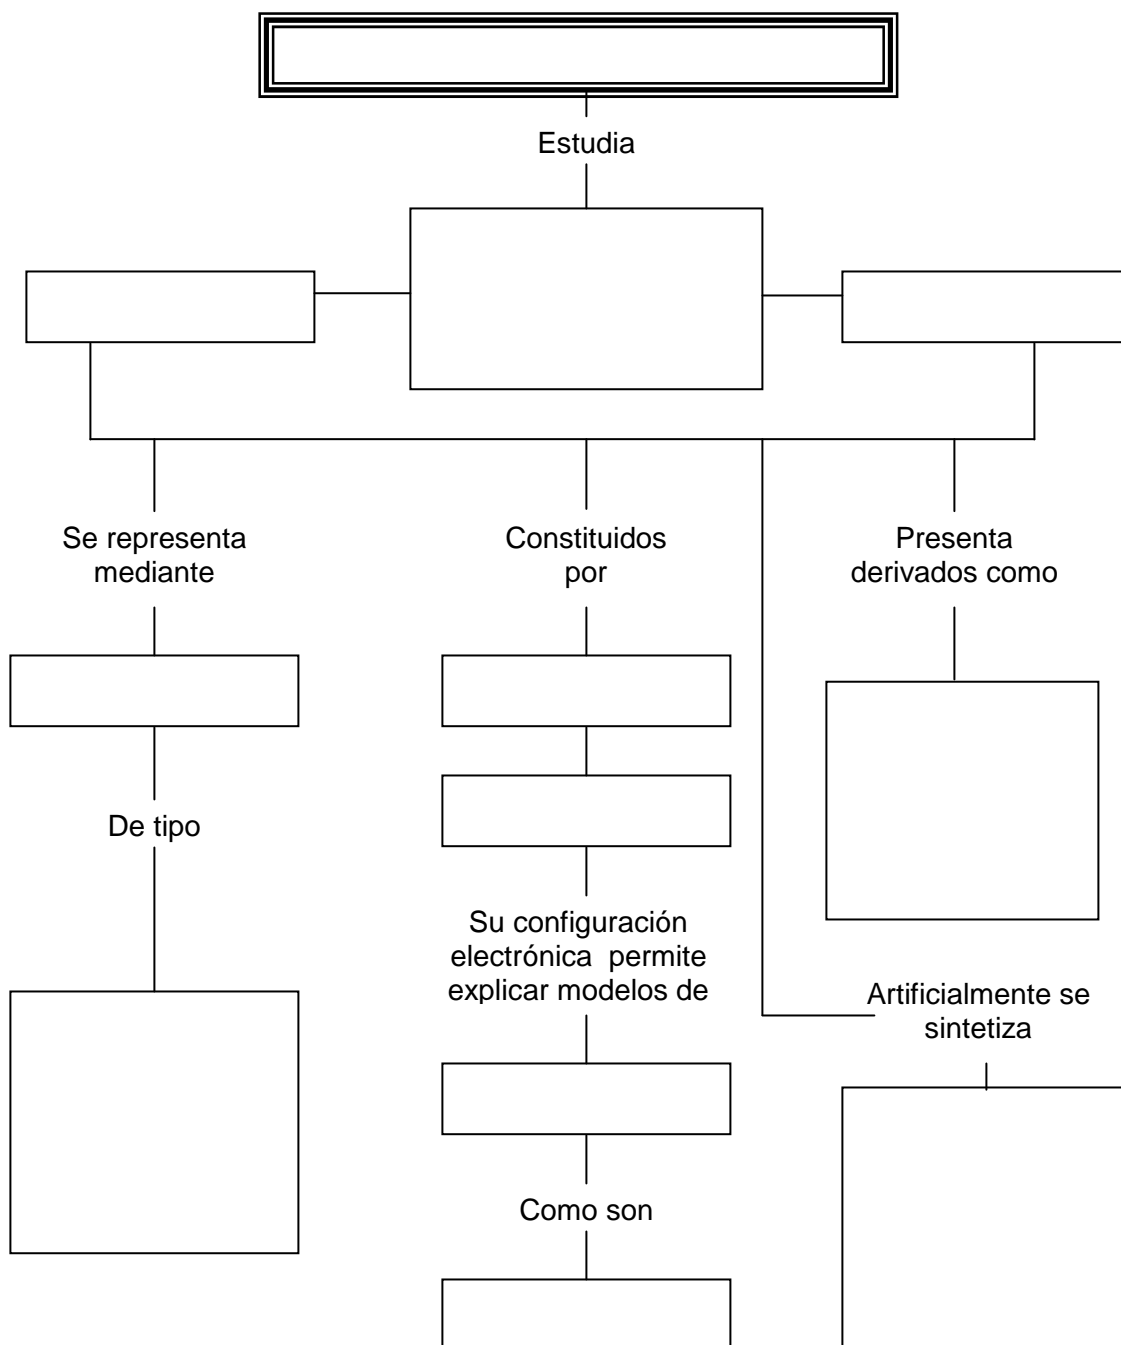 Estudia
Se representa
mediante
Constituidos
por
Presenta
derivados como
De tipo
Su configuración
electrónica  permite
explicar modelos de
Artificialmente se
sintetiza
Como son